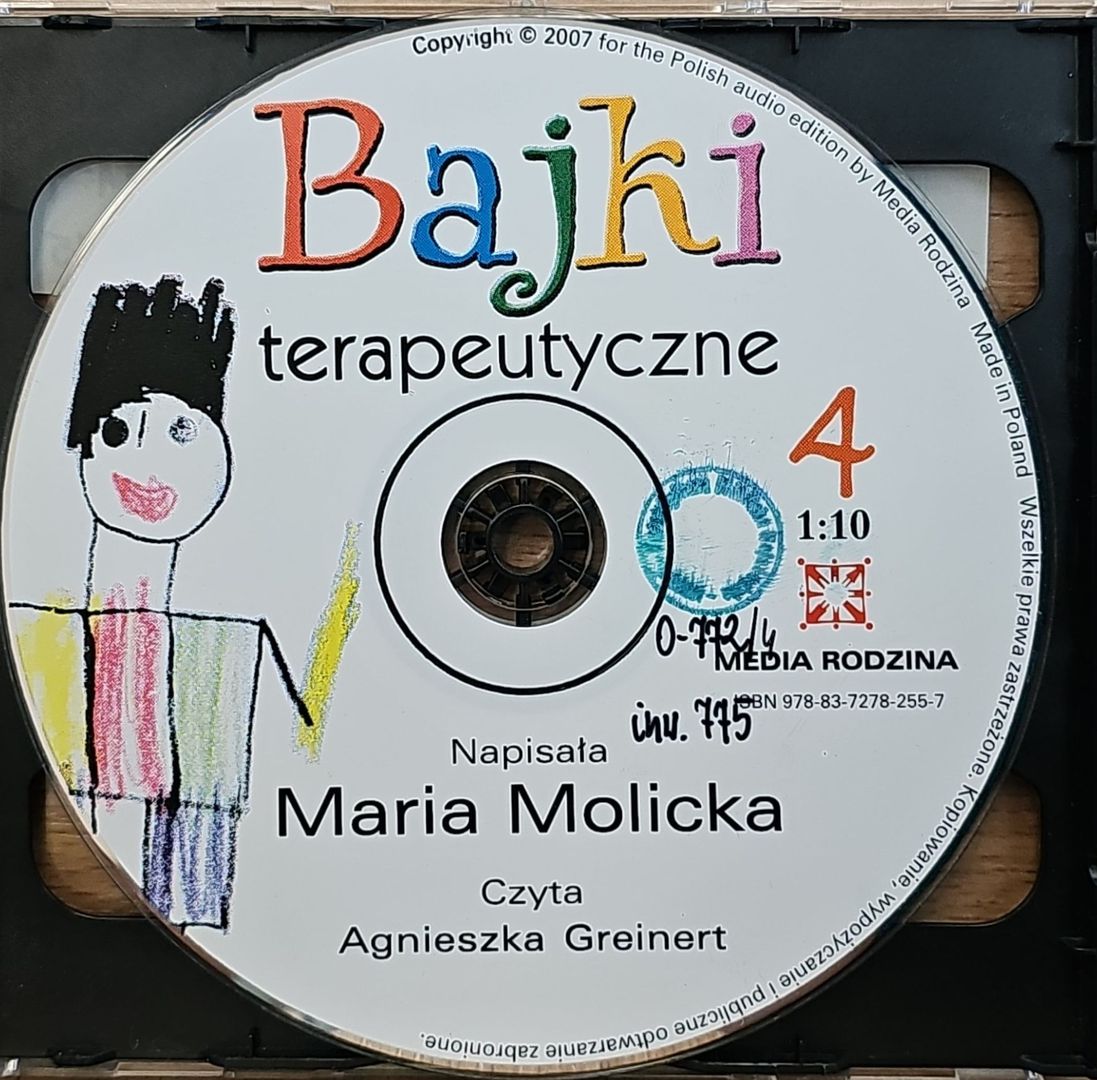 Copyright © 2007 for the Polish audio edition by Media Rodzina Made in Poland Wszelkie prawa zastrzeżone. Kopiowanie, wypożyczanie i publiczne odtwarzanie zabronione.
Bajki
terapeutyczne
4
1:10
0-772/4
MEDIA RODZINA
ISBN 978-83-7278-255-7
inw. 775
Napisała
Maria Molicka
Czyta
Agnieszka Greinert